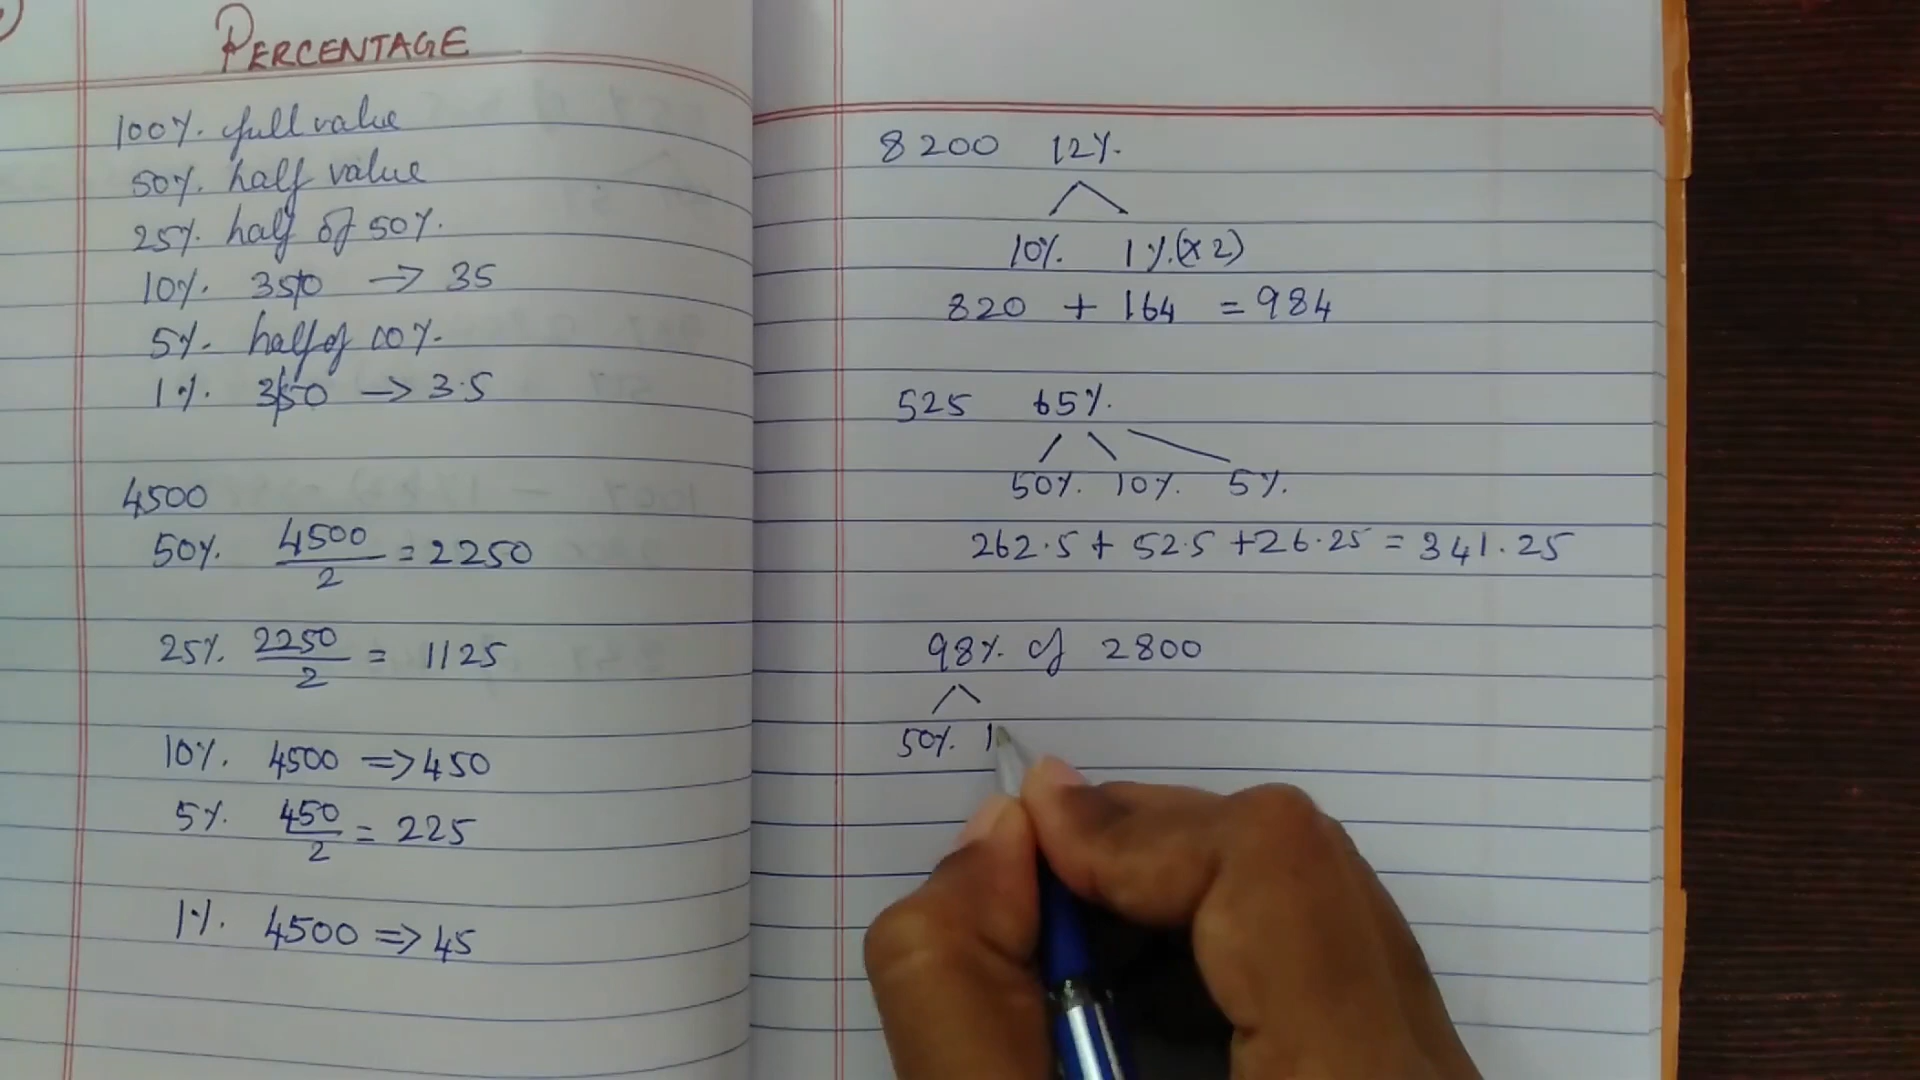 PERCENTAGE
100%. full value
50%. half value
25%. half of 50%.
10%. 350 → 35
5%. half of 10%.
1%. 350 → 3.5
4500
50%. 4500/2 = 2250
25%. 2250/2 = 1125
10%. 4500 => 450
5%. 450/2 = 225
1%. 4500 => 45
8200 12%.
10%. 1%.(x2)
820 + 164 = 984
525 65%.
50%. 10%. 5%.
262.5 + 52.5 + 26.25 = 341.25
98%. of 2800
50%. 1